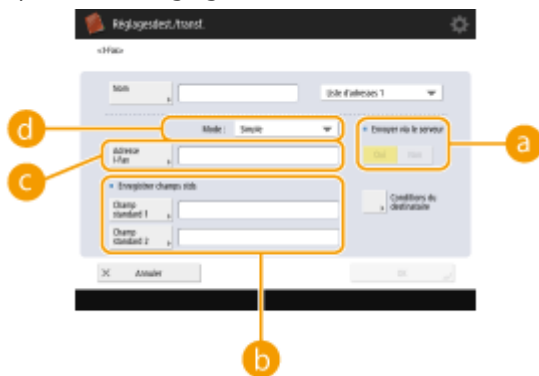 Réglagesdest./transf.
<I-Fax>
Nom
Liste d'adresses 1
Mode : Simple
d
Envoyer via le serveur
a
Oui Non
Adresse
I-Fax
c
Enregistrer champs stds
Champ
standard 1
Conditions du
destinataire
Champ
standard 2
Annuler
OK
b